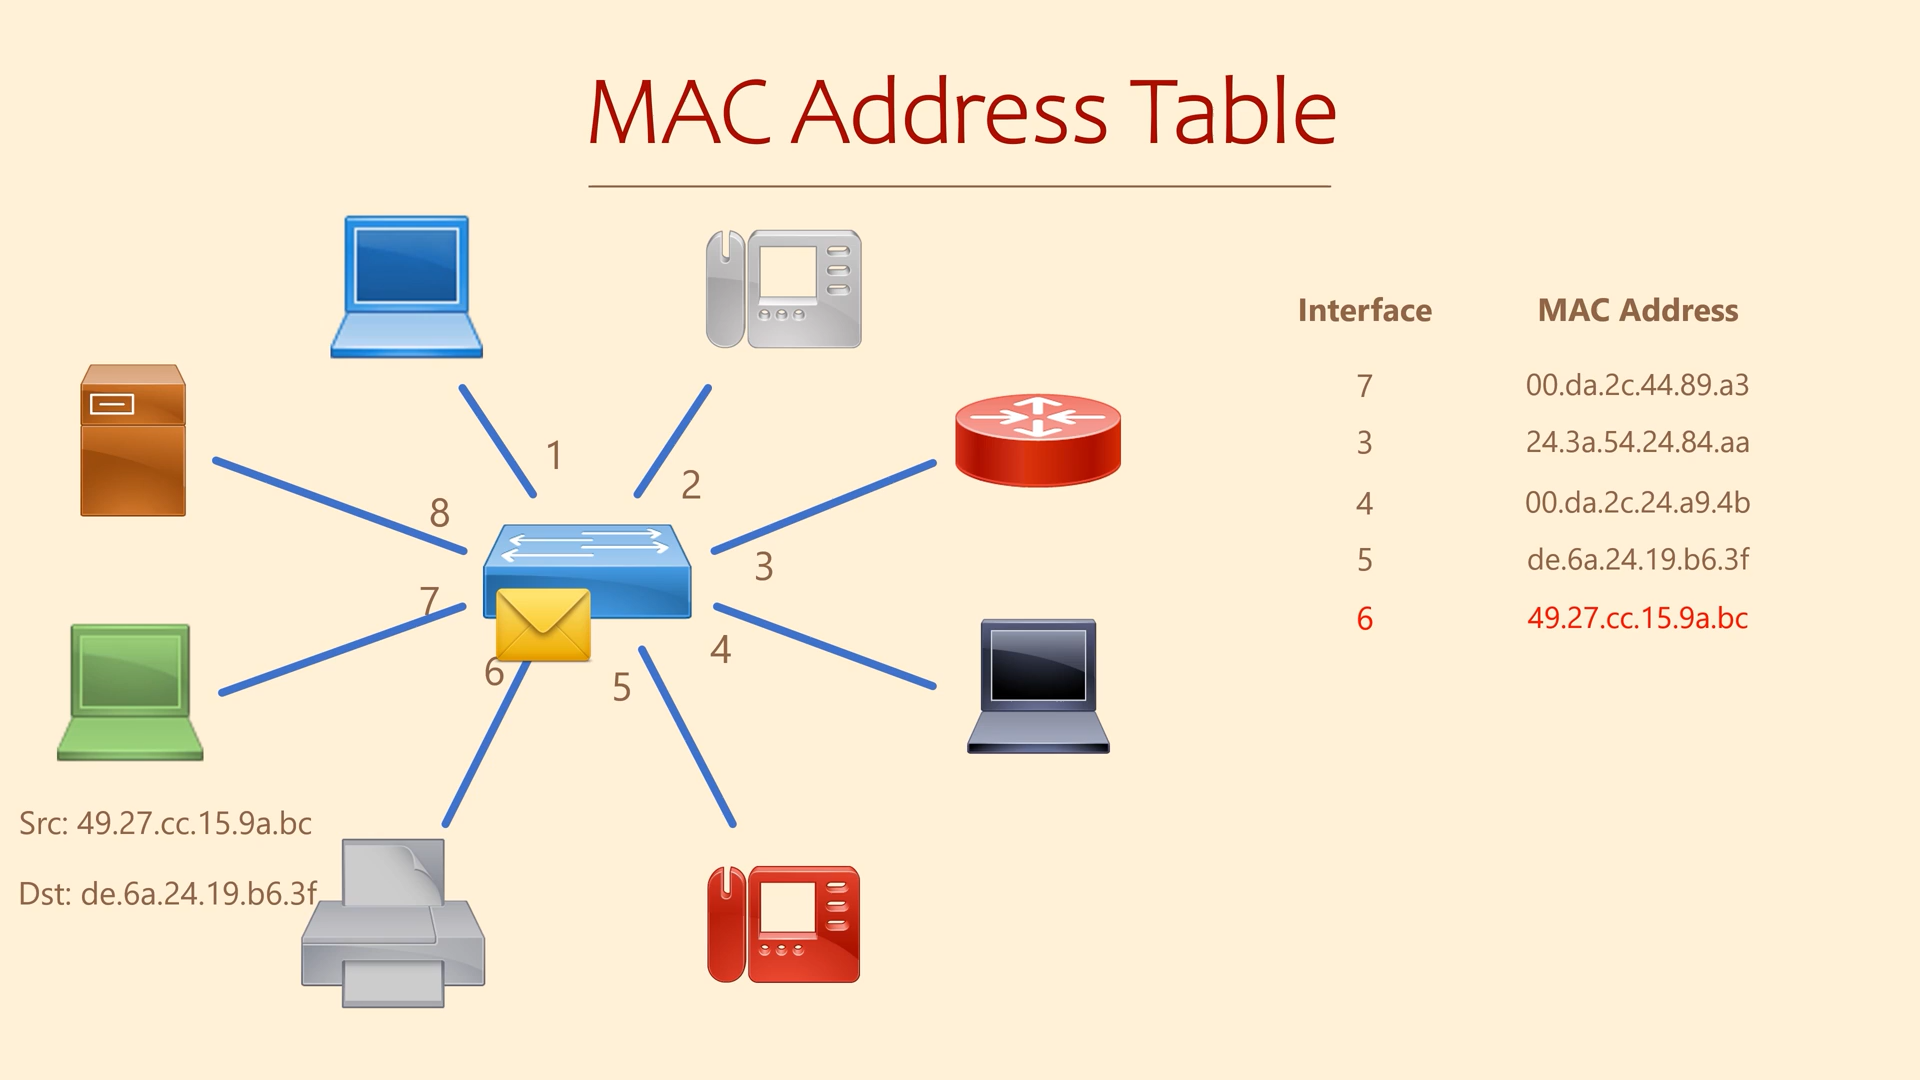 MAC Address Table
Interface MAC Address
7 00.da.2c.44.89.a3
3 24.3a.54.24.84.aa
4 00.da.2c.24.a9.4b
5 de.6a.24.19.b6.3f
6 49.27.cc.15.9a.bc
1
2
8
3
7
4
6
5
Src: 49.27.cc.15.9a.bc
Dst: de.6a.24.19.b6.3f